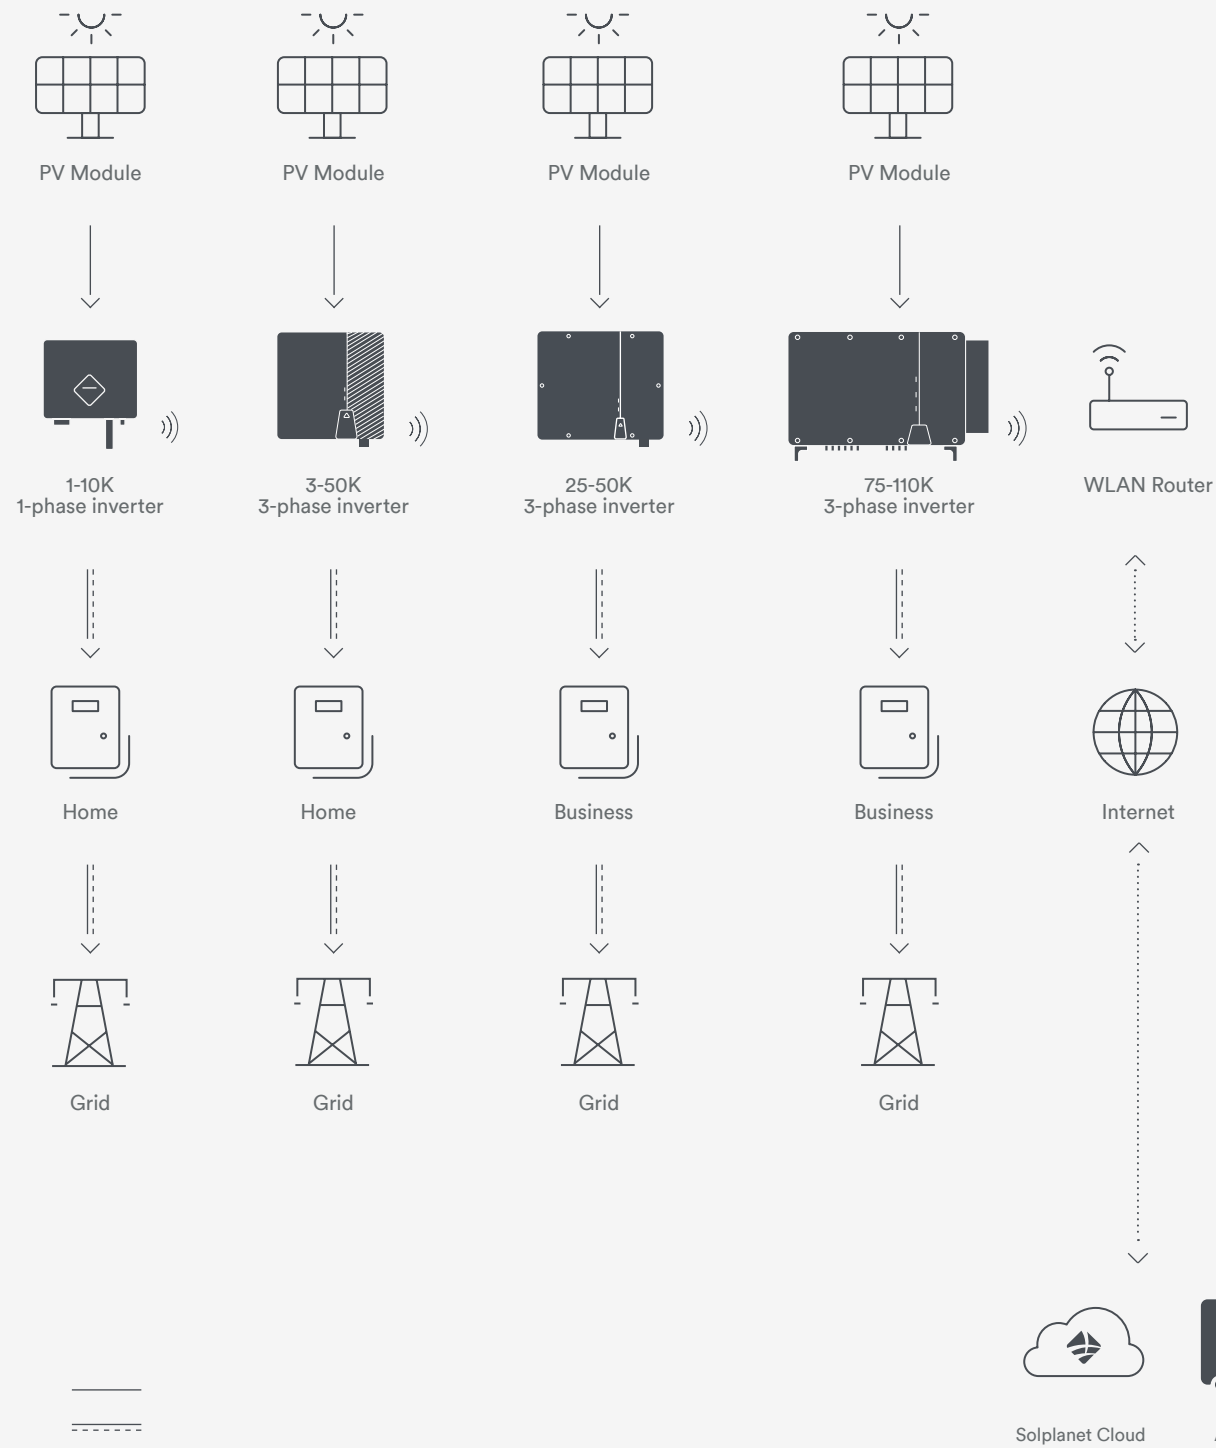 PV Module
PV Module
PV Module
PV Module
1-10K
1-phase inverter
3-50K
3-phase inverter
25-50K
3-phase inverter
75-110K
3-phase inverter
WLAN Router
Home
Home
Business
Business
Internet
Grid
Grid
Grid
Grid
Solplanet Cloud